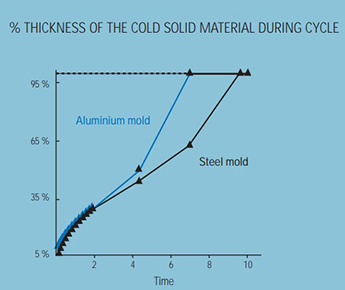 % THICKNESS OF THE COLD SOLID MATERIAL DURING CYCLE
95 %
Aluminium mold
65 %
Steel mold
35 %
5 %
2 4 6 8 10
Time